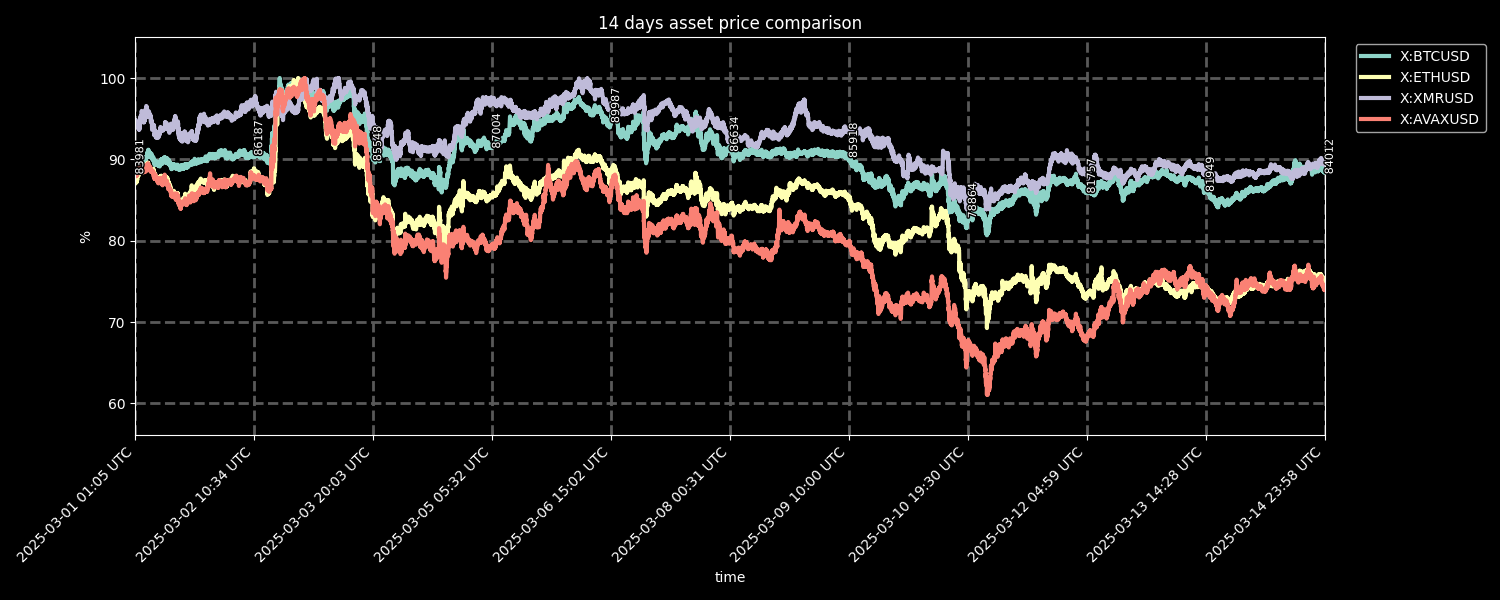 14 days asset price comparison
X:BTCUSD
X:ETHUSD
X:XMRUSD
X:AVAXUSD
100
90
80
70
60
%
83981
86187
85548
87004
89987
86634
85918
78864
81757
81949
84012
2025-03-01 01:05 UTC
2025-03-02 10:34 UTC
2025-03-03 20:03 UTC
2025-03-05 05:32 UTC
2025-03-06 15:02 UTC
2025-03-08 00:31 UTC
2025-03-09 10:00 UTC
2025-03-10 19:30 UTC
2025-03-12 04:59 UTC
2025-03-13 14:28 UTC
2025-03-14 23:58 UTC
time